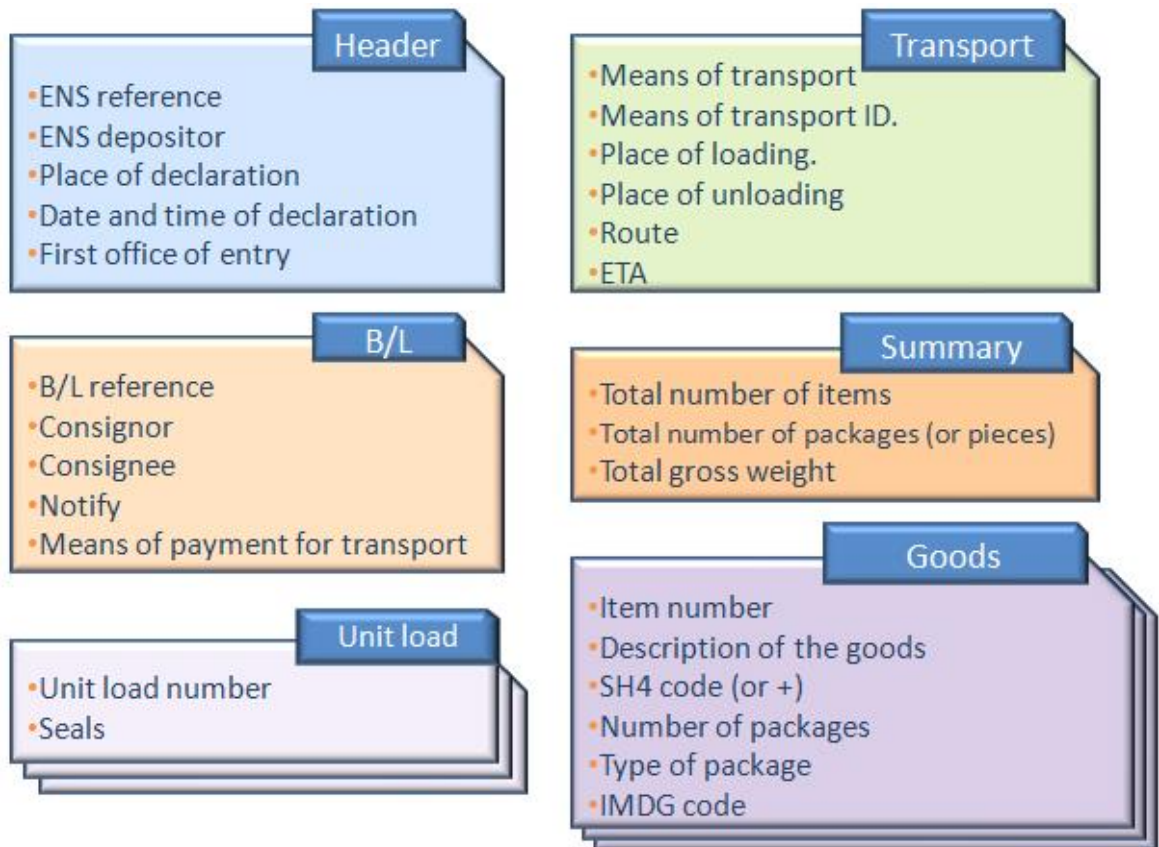 Header
•ENS reference
•ENS depositor
•Place of declaration
•Date and time of declaration
•First office of entry
Transport
•Means of transport
•Means of transport ID.
•Place of loading.
•Place of unloading
•Route
•ETA
B/L
•B/L reference
•Consignor
•Consignee
•Notify
•Means of payment for transport
Summary
•Total number of items
•Total number of packages (or pieces)
•Total gross weight
Unit load
•Unit load number
•Seals
Goods
•Item number
•Description of the goods
•SH4 code (or +)
•Number of packages
•Type of package
•IMDG code